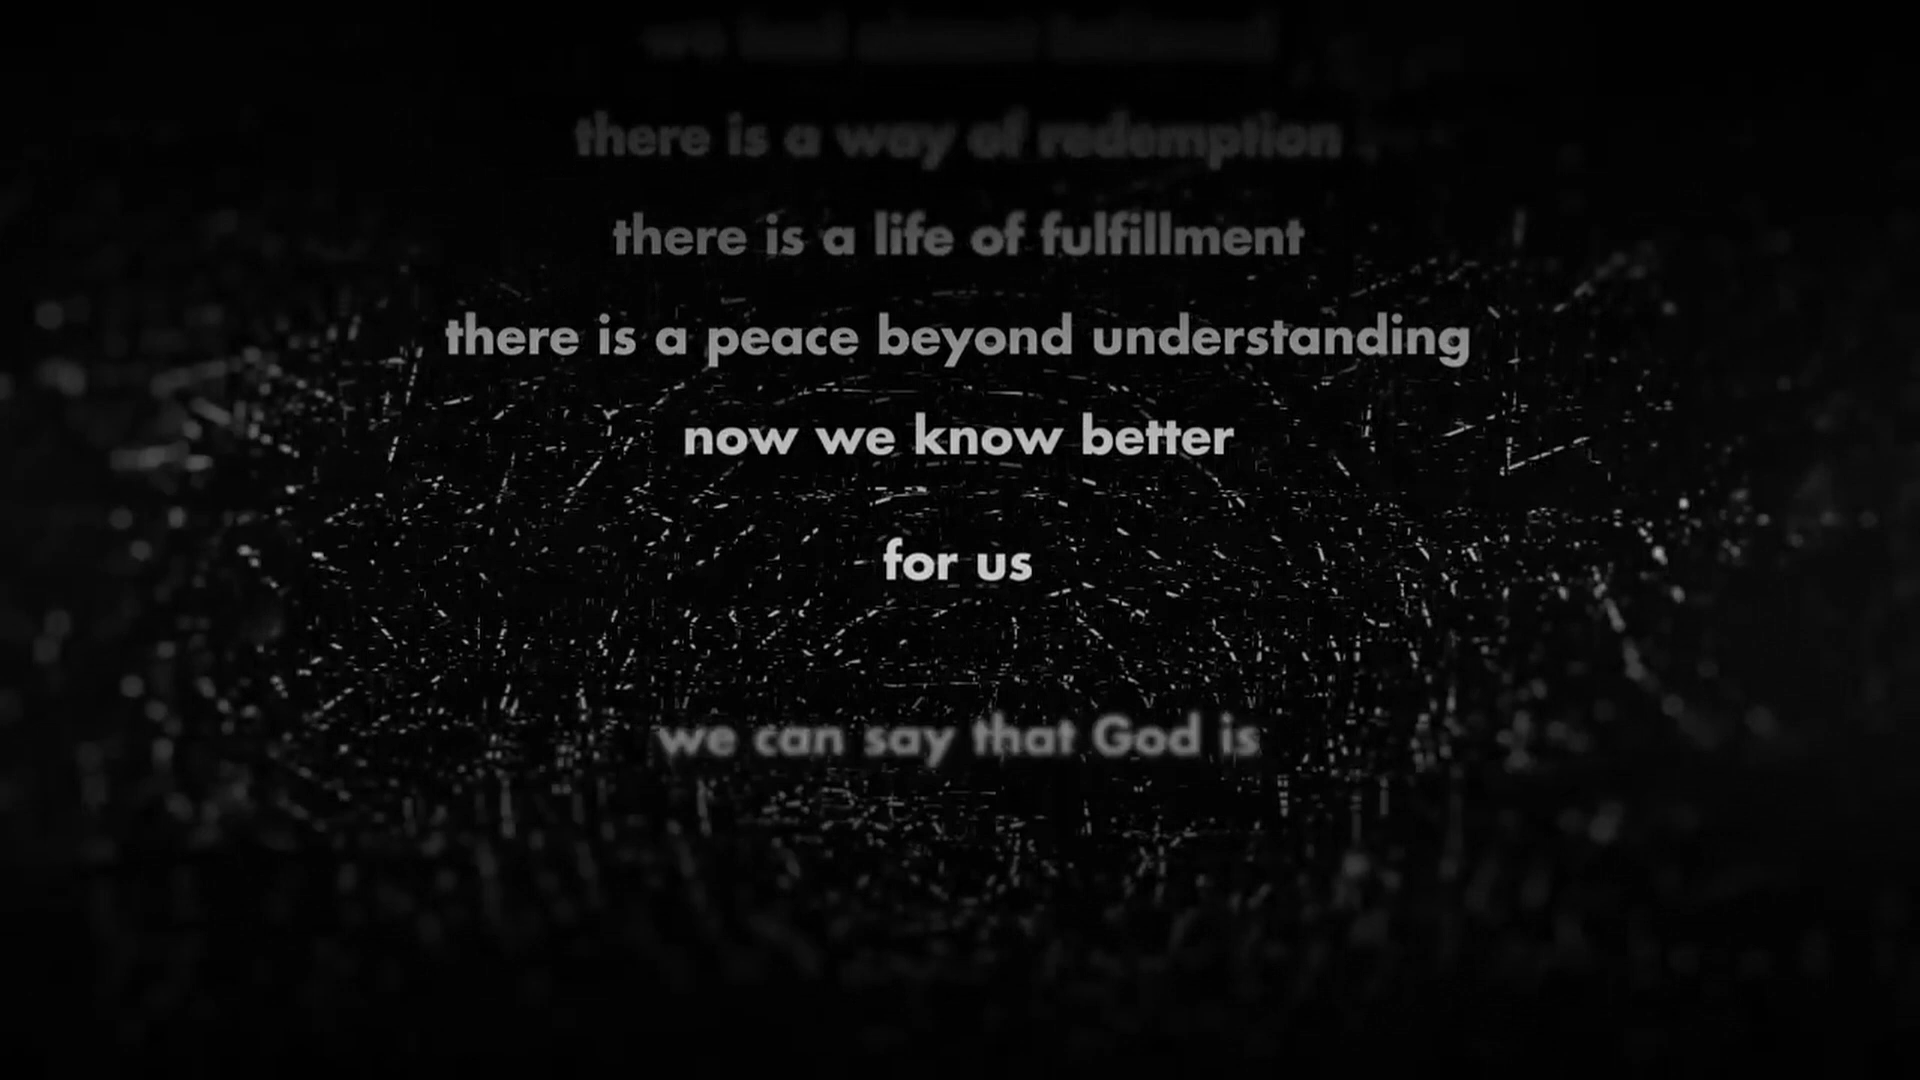 there is a way of redemption
there is a life of fulfillment
there is a peace beyond understanding
now we know better
for us
we can say that God is